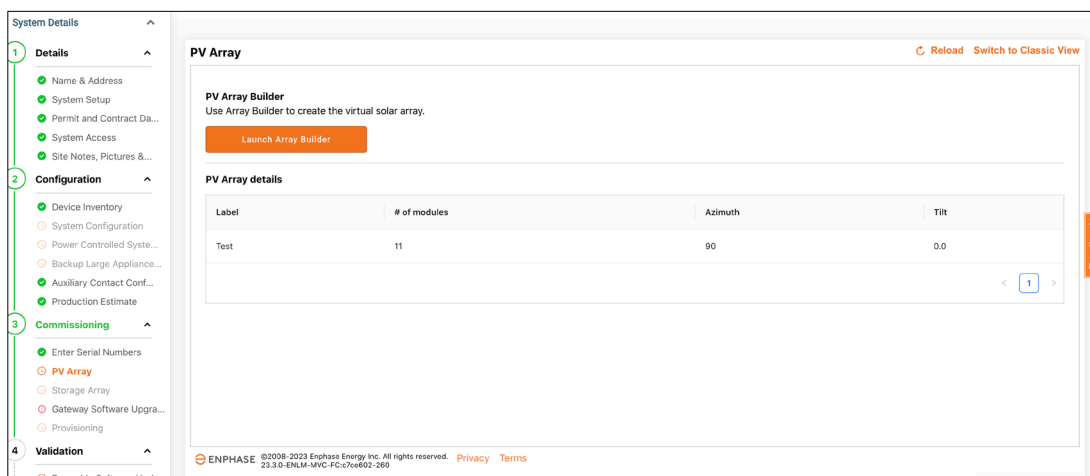 System Details
1 Details
Name & Address
System Setup
Permit and Contract Da...
System Access
Site Notes, Pictures &...
2 Configuration
Device Inventory
System Configuration
Power Controlled Syste...
Backup Large Appliance...
Auxiliary Contact Conf...
Production Estimate
3 Commissioning
Enter Serial Numbers
PV Array
Storage Array
Gateway Software Upgra...
Provisioning
4 Validation
PV Array
Reload Switch to Classic View
PV Array Builder
Use Array Builder to create the virtual solar array.
Launch Array Builder
PV Array details
Label # of modules Azimuth Tilt
Test 11 90 0.0
< 1 >
ENPHASE ©2008-2023 Enphase Energy Inc. All rights reserved. Privacy Terms
23.3.0-ENLM-MVC-FC:c7ce602-260